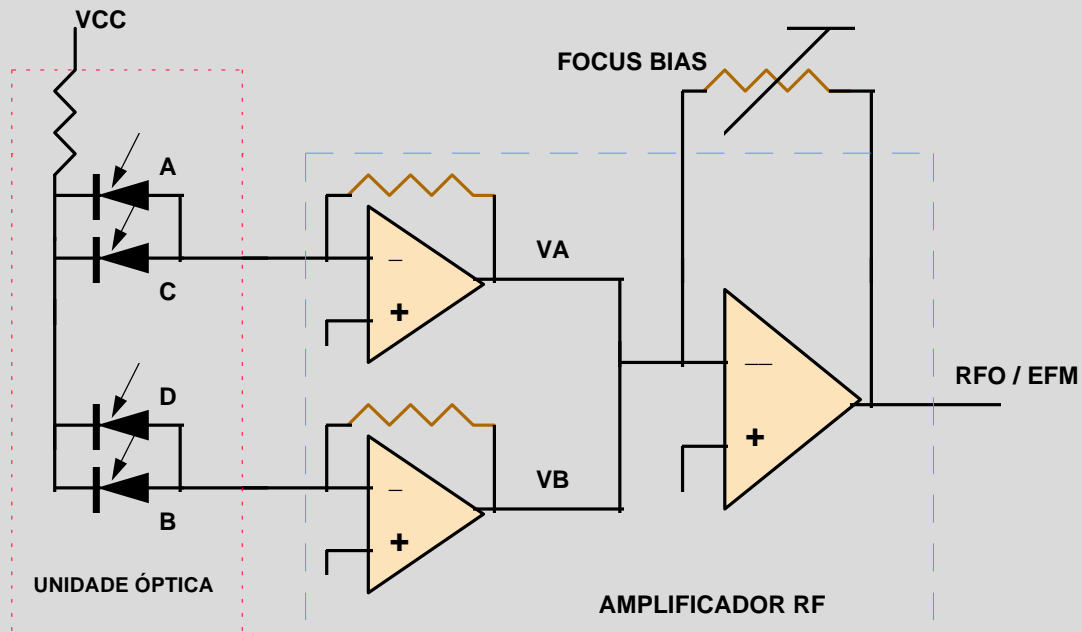 VCC
FOCUS BIAS
A
C
–
+
VA
D
B
–
+
VB
—
+
RFO / EFM
UNIDADE ÓPTICA
AMPLIFICADOR RF